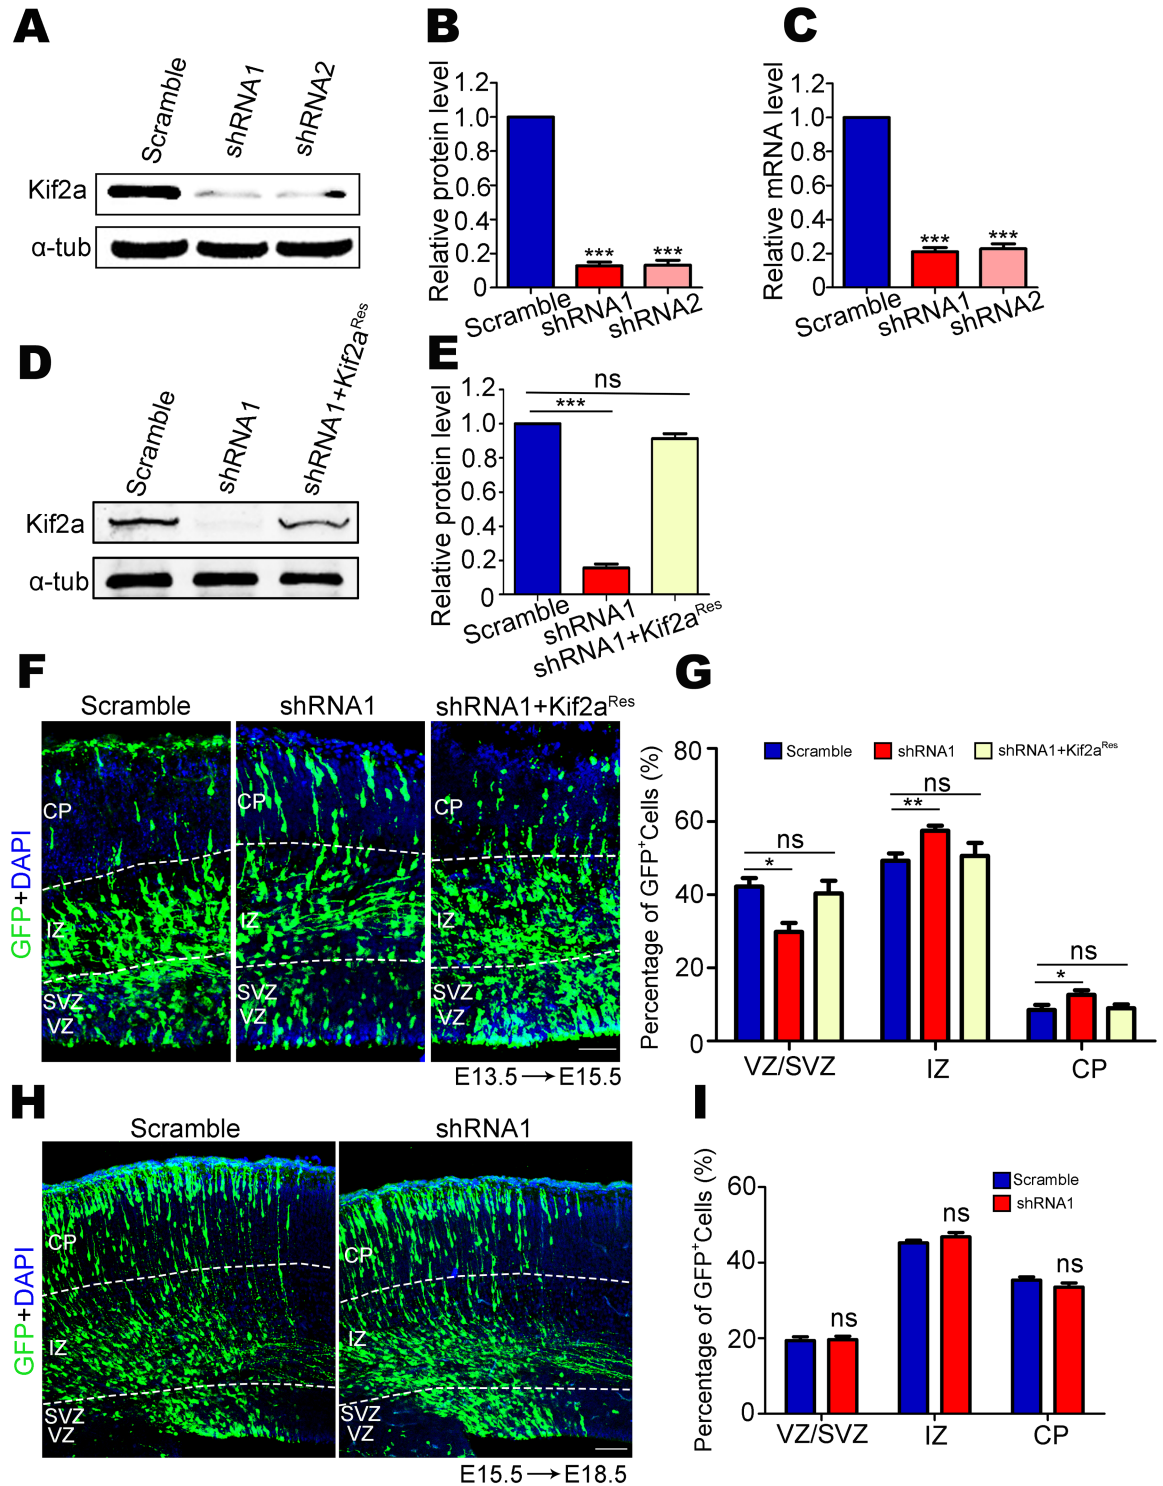 A
Scramble
shRNA1
shRNA2
Kif2a
α-tub
B
Relative protein level
1.2
1.0
0.8
0.6
0.4
0.2
0
***
***
Scramble
shRNA1
shRNA2
C
Relative mRNA level
1.2
1.0
0.8
0.6
0.4
0.2
0
***
***
Scramble
shRNA1
shRNA2
D
Scramble
shRNA1
shRNA1+Kif2aRes
Kif2a
α-tub
E
Relative protein level
1.2
1.0
0.8
0.6
0.4
0.2
0
ns
***
Scramble
shRNA1
shRNA1+Kif2aRes
F
Scramble
shRNA1
shRNA1+Kif2aRes
GFP+DAPI
CP
IZ
SVZ
VZ
CP
IZ
SVZ
VZ
CP
IZ
SVZ
VZ
E13.5→E15.5
G
Percentage of GFP+Cells (%)
80
60
40
20
0
Scramble
shRNA1
shRNA1+Kif2aRes
ns
*
ns
**
ns
*
VZ/SVZ
IZ
CP
H
Scramble
shRNA1
GFP+DAPI
CP
IZ
SVZ
VZ
CP
IZ
SVZ
VZ
E15.5→E18.5
I
Percentage of GFP+Cells (%)
60
40
20
0
Scramble
shRNA1
ns
ns
ns
VZ/SVZ
IZ
CP